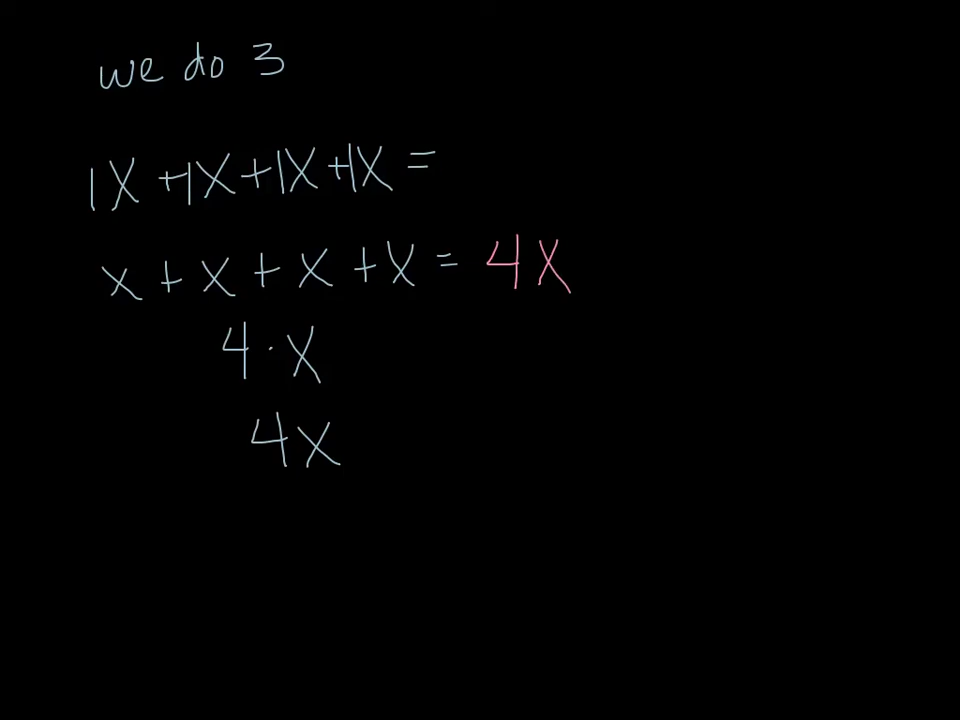 we do 3
1X + 1X + 1X + 1X =
x + x + x + x = 4X
4 · X
4x